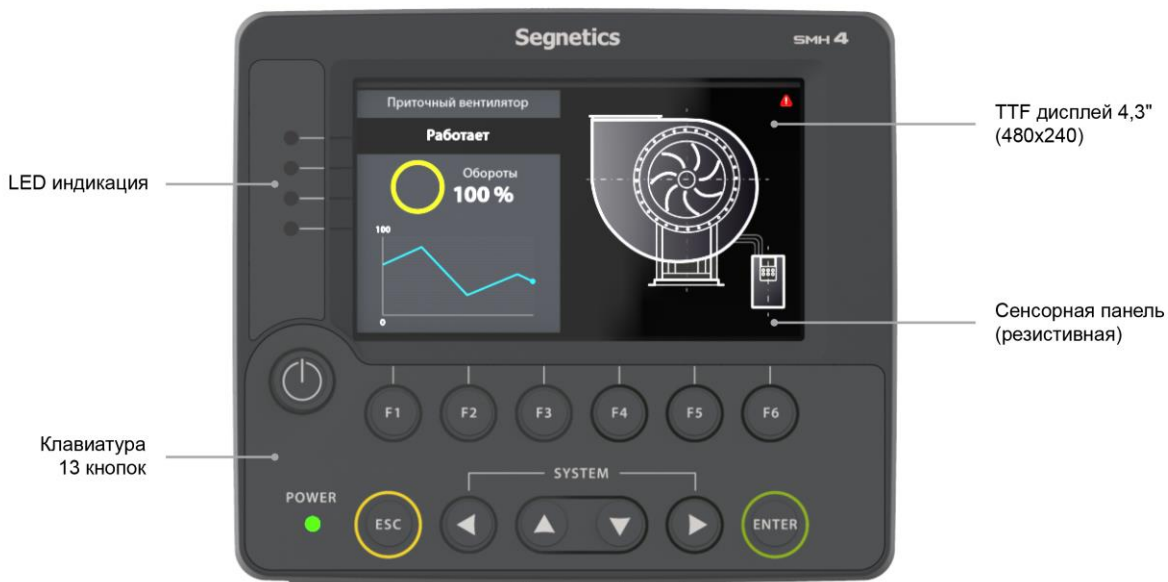 Segnetics
SMH 4
Приточный вентилятор
Работает
Обороты
100 %
100
0
LED индикация
TTF дисплей 4,3"
(480x240)
Сенсорная панель
(резистивная)
F1 F2 F3 F4 F5 F6
Клавиатура
13 кнопок
SYSTEM
POWER
ESC
ENTER